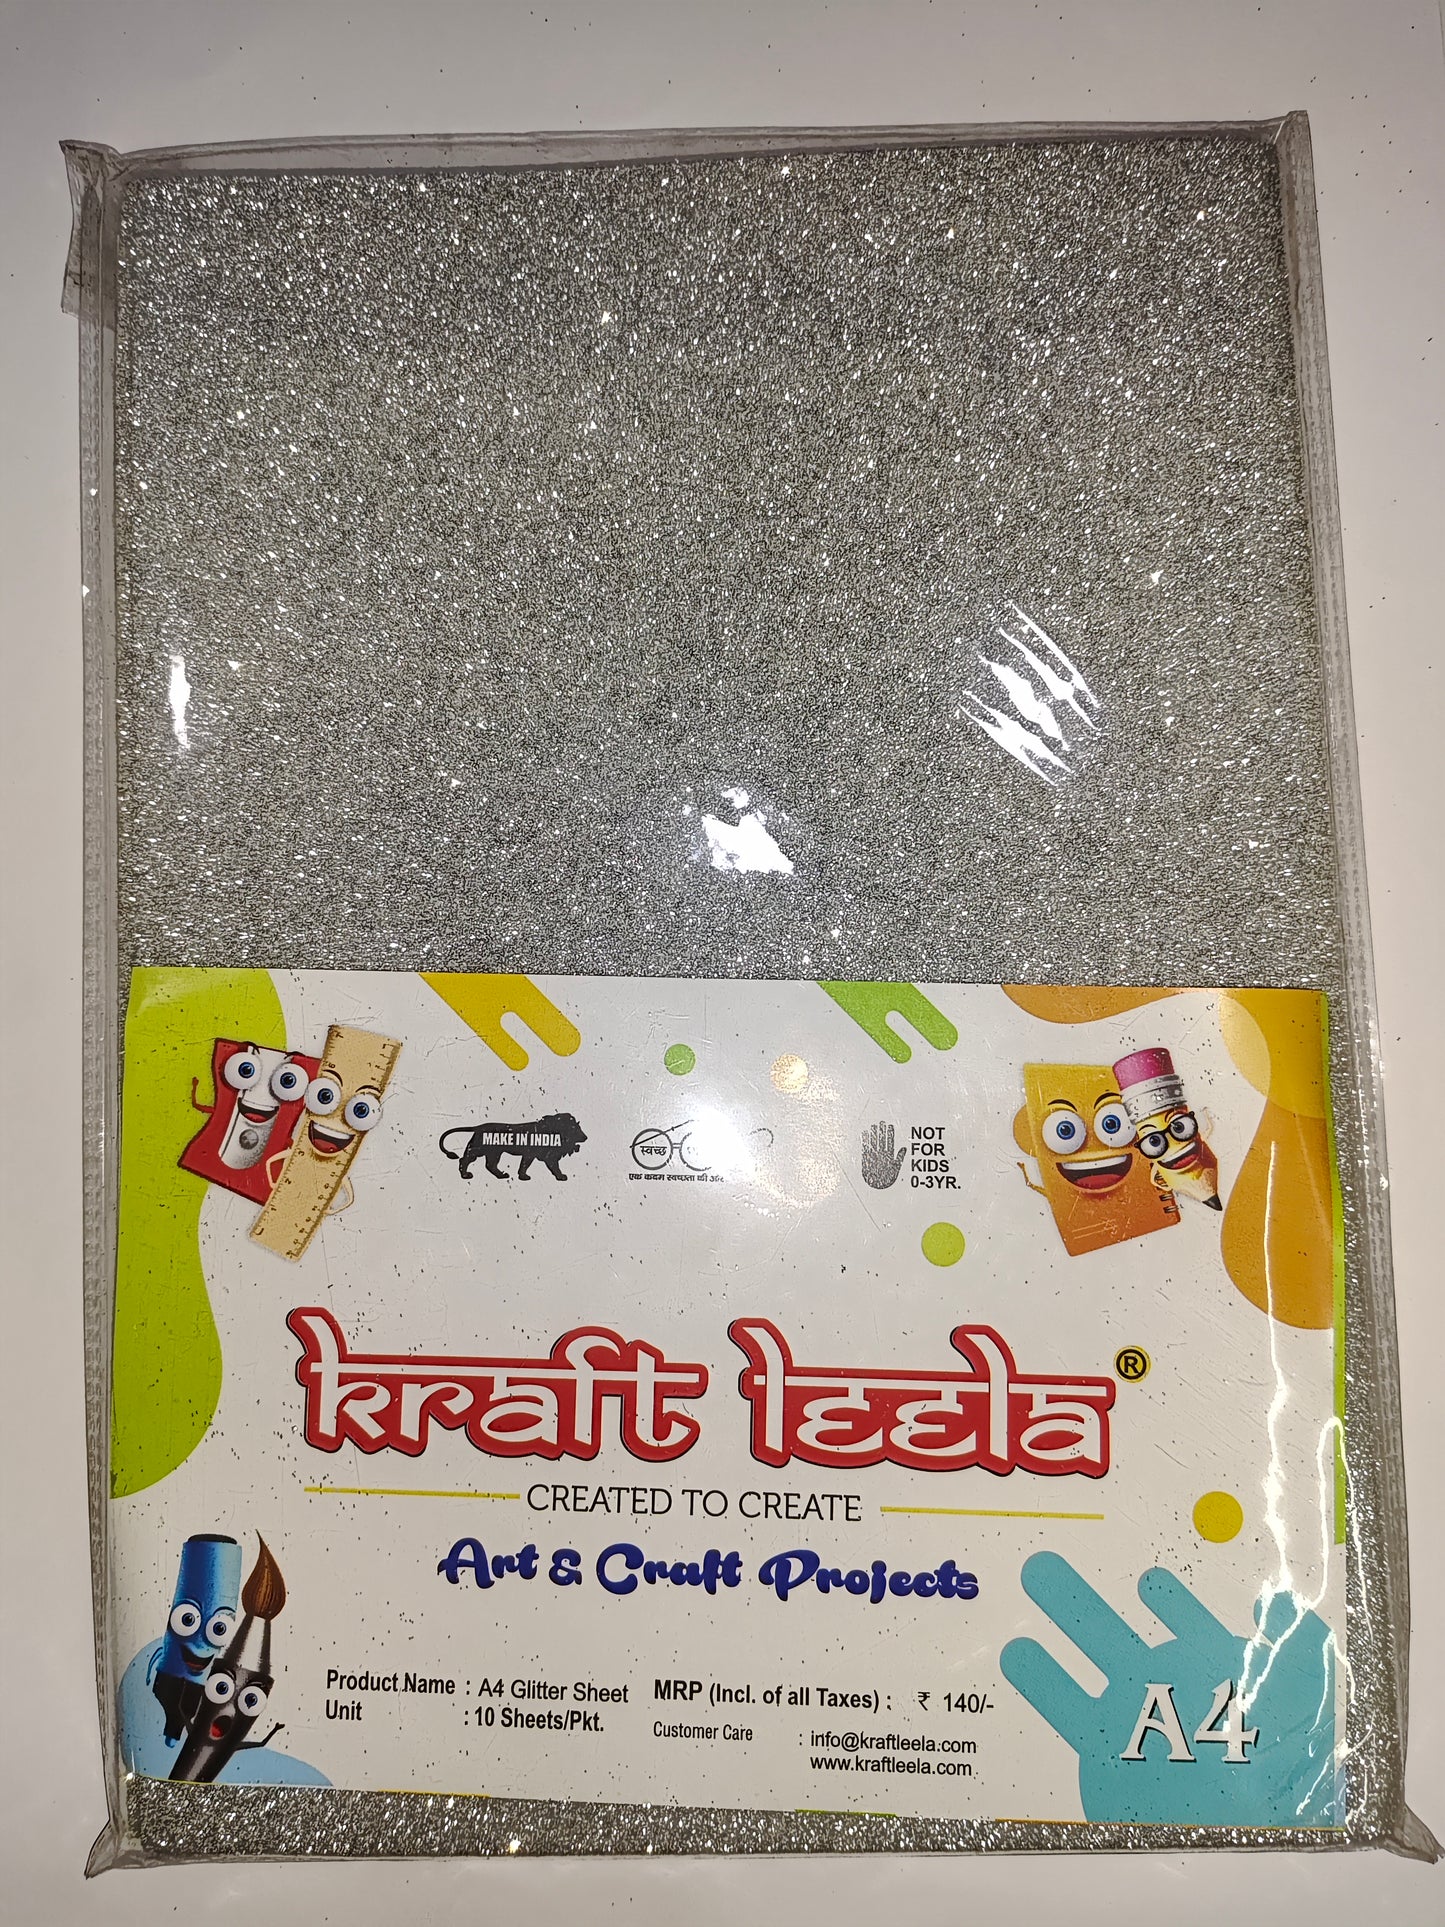 MAKE IN INDIA
स्वच्छ
एक कदम स्वच्छता की ओर
NOT
FOR
KIDS
0-3YR.
kraft leela®
CREATED TO CREATE
Art & Craft Projects
Product Name : A4 Glitter Sheet
Unit : 10 Sheets/Pkt.
MRP (Incl. of all Taxes) : ₹ 140/-
Customer Care : info@kraftleela.com
www.kraftleela.com
A4